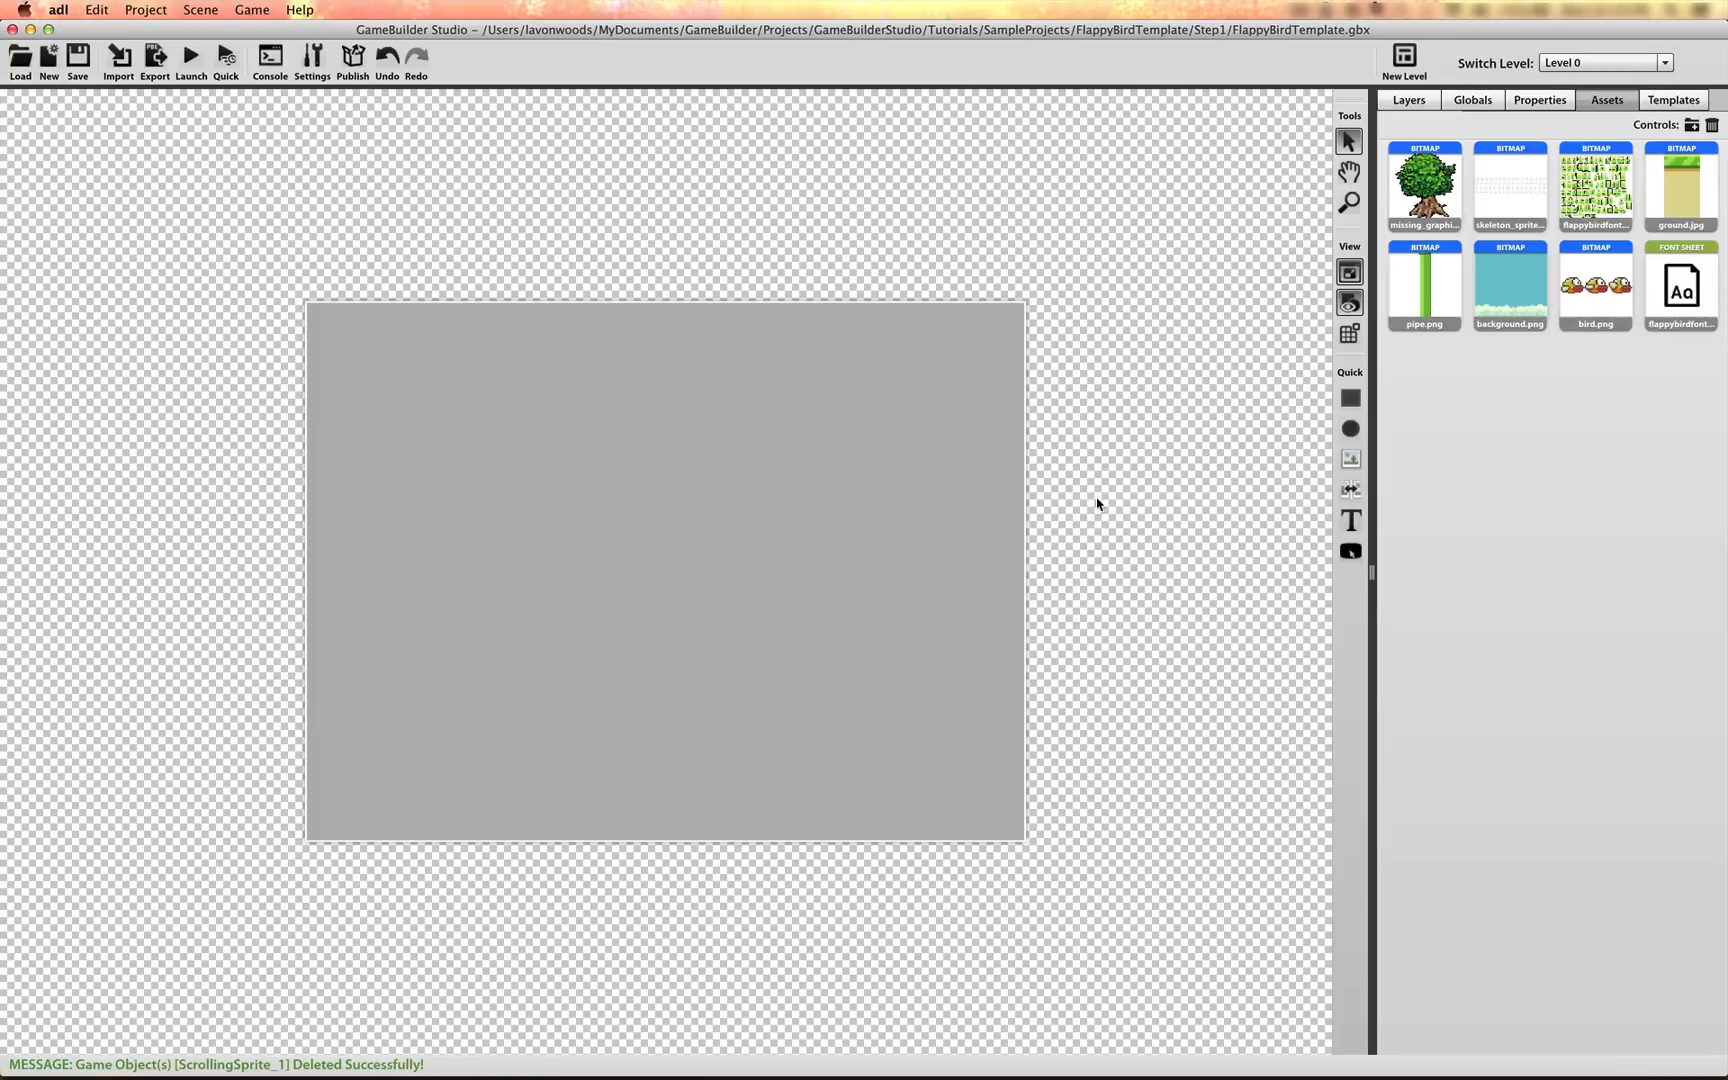 adl Edit Project Scene Game Help
GameBuilder Studio – /Users/lavonwoods/MyDocuments/GameBuilder/Projects/GameBuilderStudio/Tutorials/SampleProjects/FlappyBirdTemplate/Step1/FlappyBirdTemplate.gbx
Load New Save Import Export Launch Quick Console Settings Publish Undo Redo
New Level
Switch Level: Level 0
Layers Globals Properties Assets Templates
Controls:
Tools
View
Quick
T
BITMAP BITMAP BITMAP BITMAP
missing_graphi... skeleton_sprite... flappybirdfont... ground.jpg
BITMAP BITMAP BITMAP FONT SHEET
Aa
pipe.png background.png bird.png flappybirdfont...
MESSAGE: Game Object(s) [ScrollingSprite_1] Deleted Successfully!